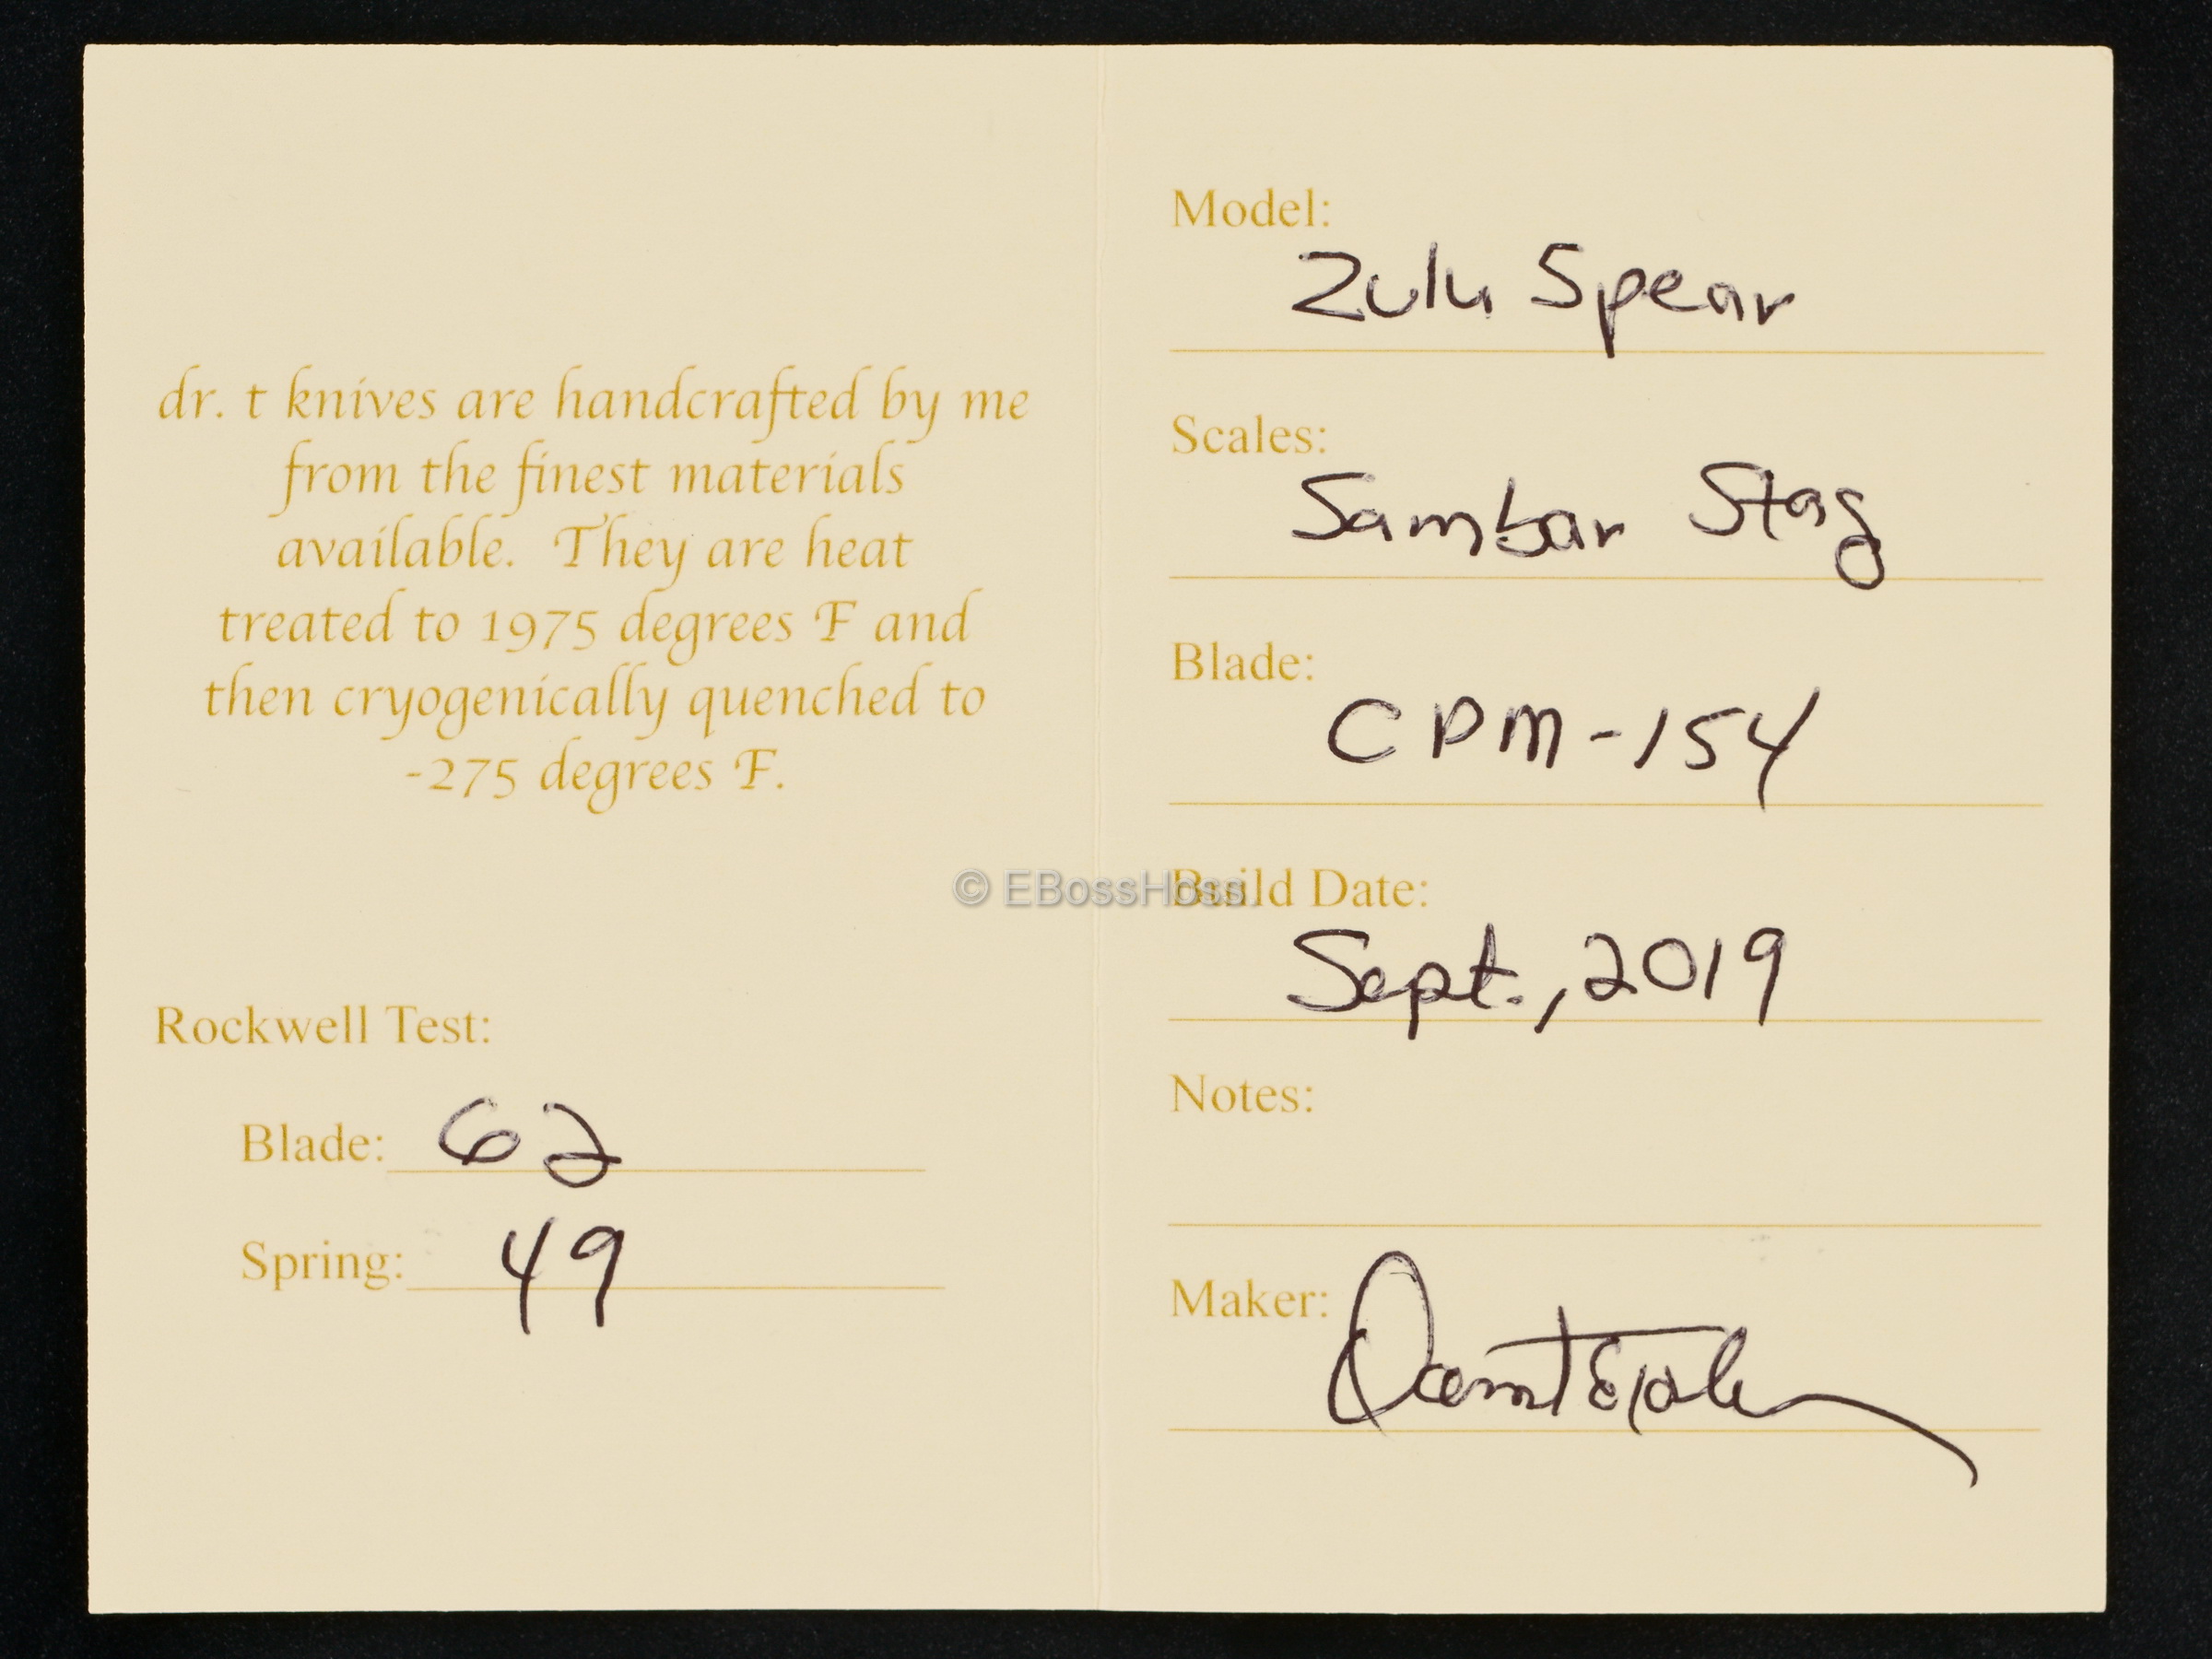 dr. t knives are handcrafted by me
from the finest materials
available. They are heat
treated to 1975 degrees F and
then cryogenically quenched to
-275 degrees F.
Rockwell Test:
Blade: 62
Spring: 49
Model:
Zulu Spear
Scales:
Sambar Stag
Blade:
CPM-154
Build Date:
Sept., 2019
Notes:
Maker:
© EBossHoss.